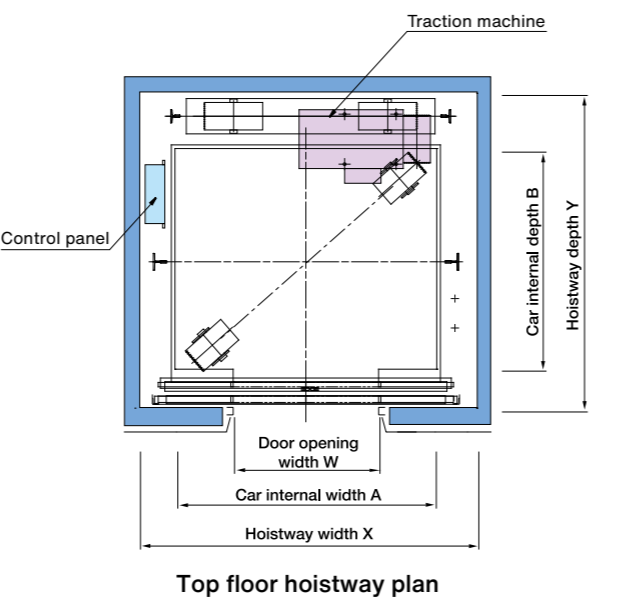 Traction machine
Control panel
Car internal depth B
Hoistway depth Y
Door opening
width W
Car internal width A
Hoistway width X
Top floor hoistway plan